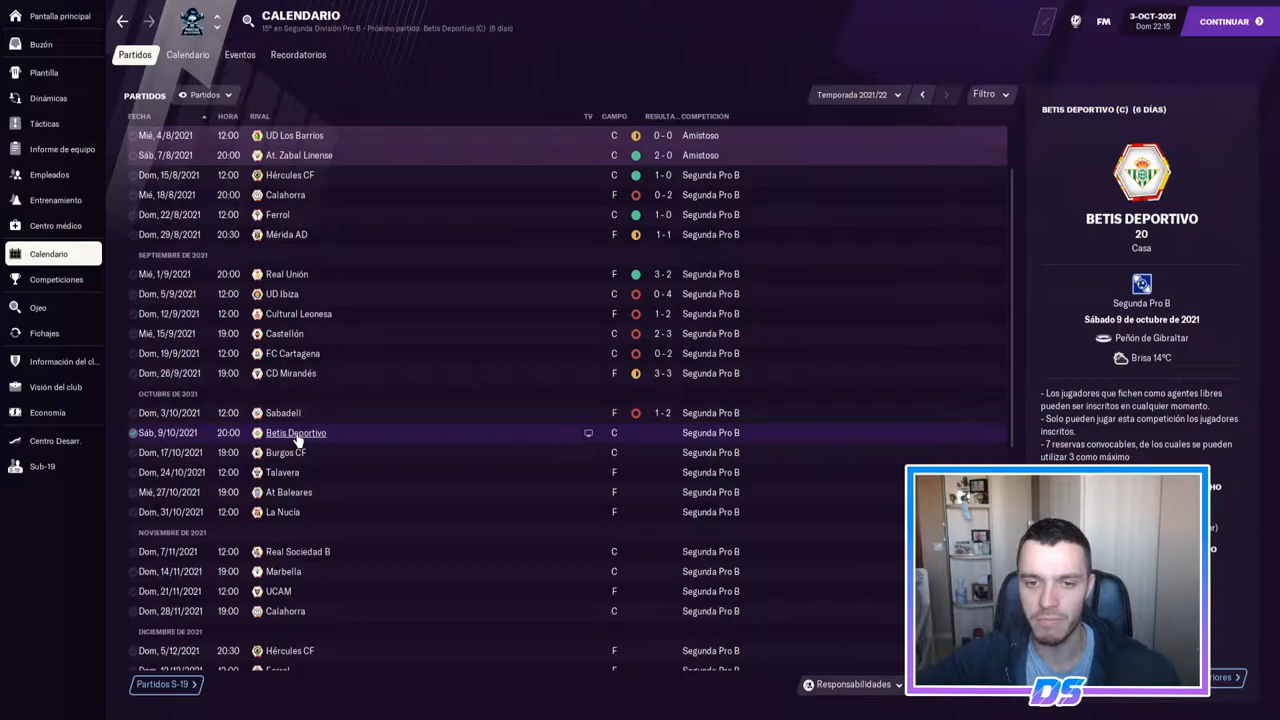 Pantalla principal
CALENDARIO
15º en Segunda División Pro B - Próximo partido: Betis Deportivo (C) (6 días)
FM
3-OCT-2021
Dom 22:15
CONTINUAR
Buzón
Plantilla
Dinámicas
Tácticas
Informe de equipo
Empleados
Entrenamiento
Centro médico
Calendario
Competiciones
Ojeo
Fichajes
Información del cl...
Visión del club
Economía
Centro Desarr.
Sub-19
Partidos Calendario Eventos Recordatorios
PARTIDOS Partidos Temporada 2021/22 Filtro
FECHA HORA RIVAL TV CAMPO RESULTA... COMPETICIÓN
Mié, 4/8/2021 12:00 UD Los Barrios C 0 - 0 Amistoso
Sáb, 7/8/2021 20:00 At. Zabal Linense C 2 - 0 Amistoso
Dom, 15/8/2021 12:00 Hércules CF C 1 - 0 Segunda Pro B
Mié, 18/8/2021 20:00 Calahorra F 0 - 2 Segunda Pro B
Dom, 22/8/2021 12:00 Ferrol C 1 - 0 Segunda Pro B
Dom, 29/8/2021 20:30 Mérida AD F 1 - 1 Segunda Pro B
SEPTIEMBRE DE 2021
Mié, 1/9/2021 20:00 Real Unión F 3 - 2 Segunda Pro B
Dom, 5/9/2021 12:00 UD Ibiza C 0 - 4 Segunda Pro B
Dom, 12/9/2021 12:00 Cultural Leonesa F 1 - 2 Segunda Pro B
Mié, 15/9/2021 19:00 Castellón C 2 - 3 Segunda Pro B
Dom, 19/9/2021 12:00 FC Cartagena C 0 - 2 Segunda Pro B
Dom, 26/9/2021 19:00 CD Mirandés F 3 - 3 Segunda Pro B
OCTUBRE DE 2021
Dom, 3/10/2021 12:00 Sabadell F 1 - 2 Segunda Pro B
Sáb, 9/10/2021 20:00 Betis Deportivo C Segunda Pro B
Dom, 17/10/2021 19:00 Burgos CF C Segunda Pro B
Dom, 24/10/2021 12:00 Talavera F Segunda Pro B
Mié, 27/10/2021 19:00 At Baleares F Segunda Pro B
Dom, 31/10/2021 12:00 La Nucía F Segunda Pro B
NOVIEMBRE DE 2021
Dom, 7/11/2021 12:00 Real Sociedad B C Segunda Pro B
Dom, 14/11/2021 19:00 Marbella C Segunda Pro B
Dom, 21/11/2021 12:00 UCAM F Segunda Pro B
Dom, 28/11/2021 19:00 Calahorra C Segunda Pro B
DICIEMBRE DE 2021
Dom, 5/12/2021 20:30 Hércules CF F Segunda Pro B
Partidos S-19
Responsabilidades
BETIS DEPORTIVO (C) (6 DÍAS)
BETIS DEPORTIVO
20
Casa
Segunda Pro B
Sábado 9 de octubre de 2021
Peñón de Gibraltar
Brisa 14°C
- Los jugadores que fichen como agentes libres
pueden ser inscritos en cualquier momento.
- Solo pueden jugar esta competición los jugadores
inscritos.
- 7 reservas convocables, de los cuales se pueden
utilizar 3 como máximo
DS